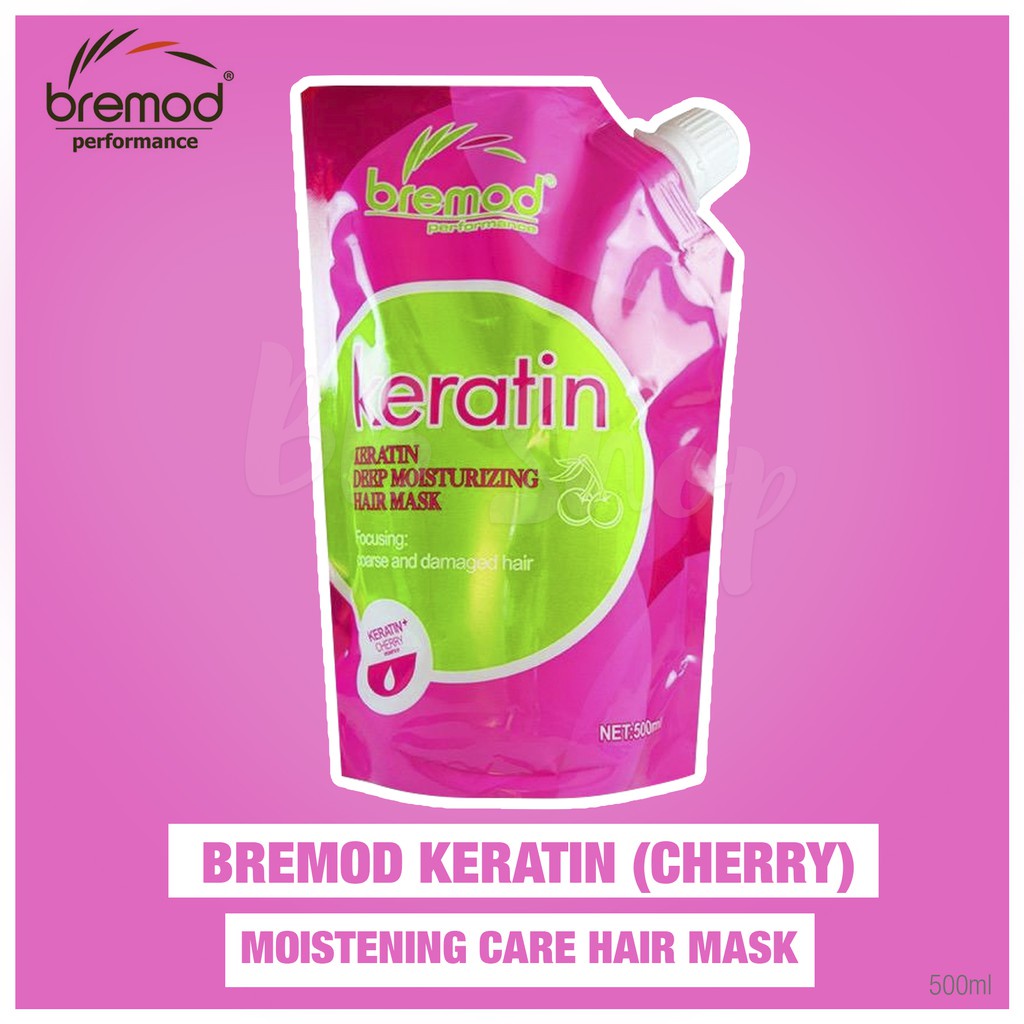 bremod®
performance
bremod®
performance
keratin
KERATIN
DEEP MOISTURIZING
HAIR MASK
Focusing:
coarse and damaged hair
KERATIN+
CHERRY
essence
NET:500ml
BREMOD KERATIN (CHERRY)
MOISTENING CARE HAIR MASK
500ml